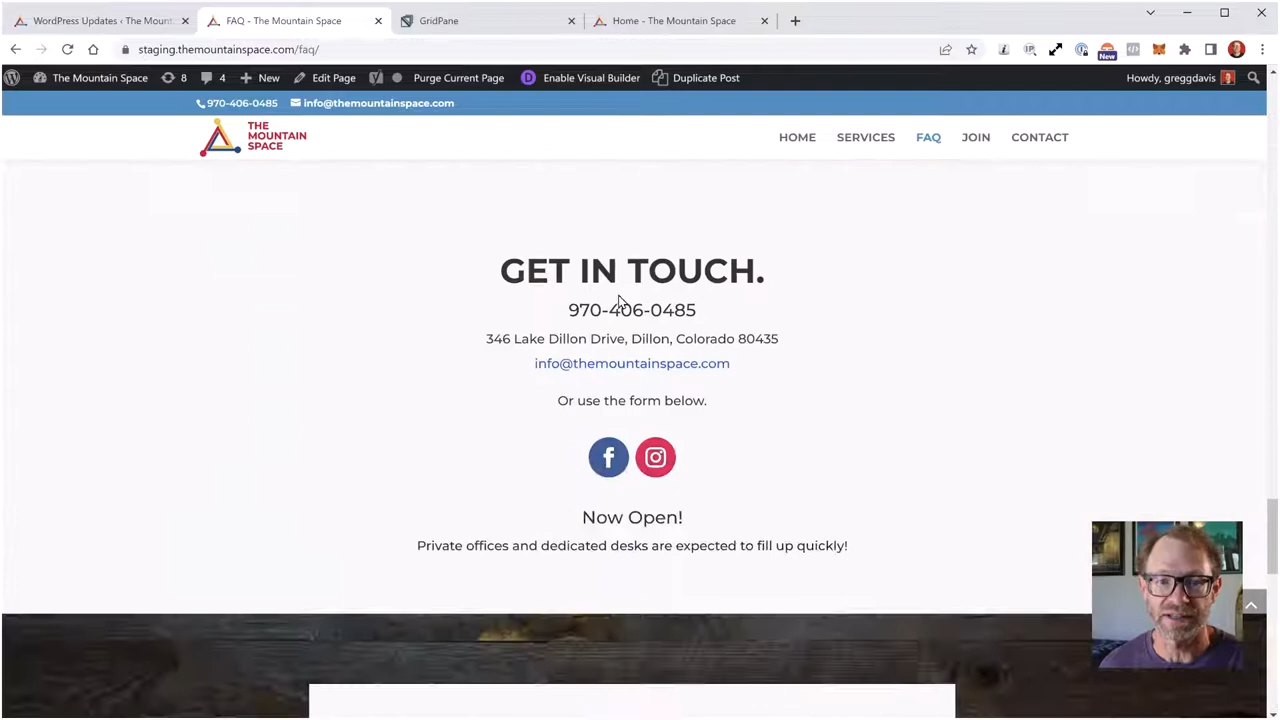 WordPress Updates ‹ The Mount
FAQ - The Mountain Space
GridPane
Home - The Mountain Space
staging.themountainspace.com/faq/
New
The Mountain Space
8
4
New
Edit Page
Purge Current Page
D
Enable Visual Builder
Duplicate Post
Howdy, greggdavis
970-406-0485
info@themountainspace.com
THE
MOUNTAIN
SPACE
HOME
SERVICES
FAQ
JOIN
CONTACT
GET IN TOUCH.
970-406-0485
346 Lake Dillon Drive, Dillon, Colorado 80435
info@themountainspace.com
Or use the form below.
Now Open!
Private offices and dedicated desks are expected to fill up quickly!